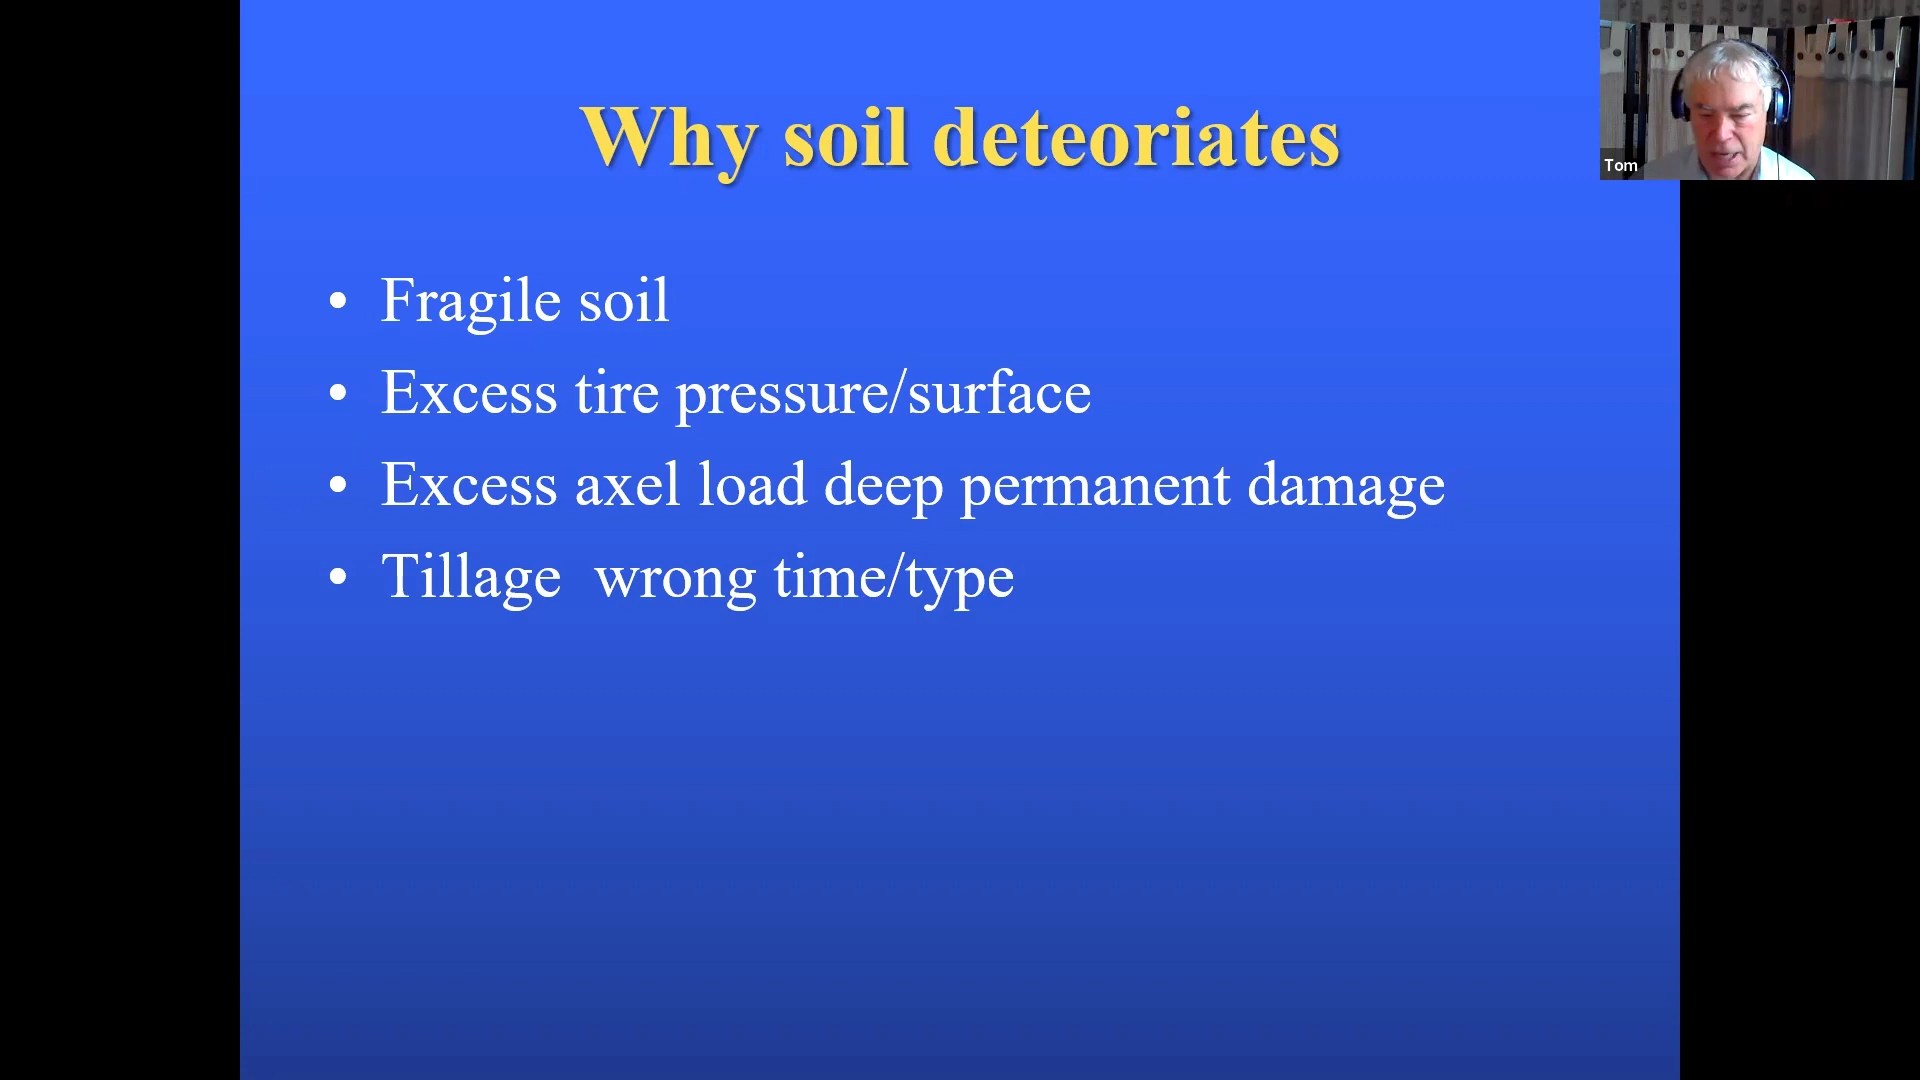 Why soil deteoriates
Tom
• Fragile soil
• Excess tire pressure/surface
• Excess axel load deep permanent damage
• Tillage  wrong time/type